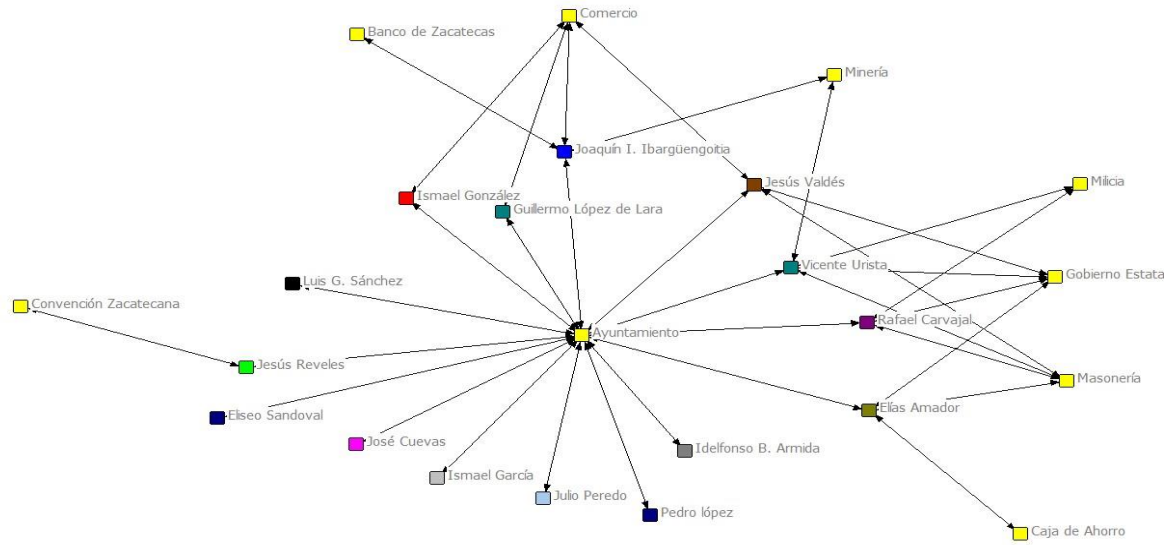 Comercio
Banco de Zacatecas
Minería
Joaquín I. Ibargüengoitia
Jesús Valdés
Milicia
Ismael González
Guillermo López de Lara
Vicente Urista
Gobierno Estata
Luis G. Sánchez
Convención Zacatecana
Rafael Carvajal
Ayuntamiento
Jesús Reveles
Masonería
Elías Amador
Eliseo Sandoval
José Cuevas
Idelfonso B. Armida
Ismael García
Julio Peredo
Pedro lópez
Caja de Ahorro